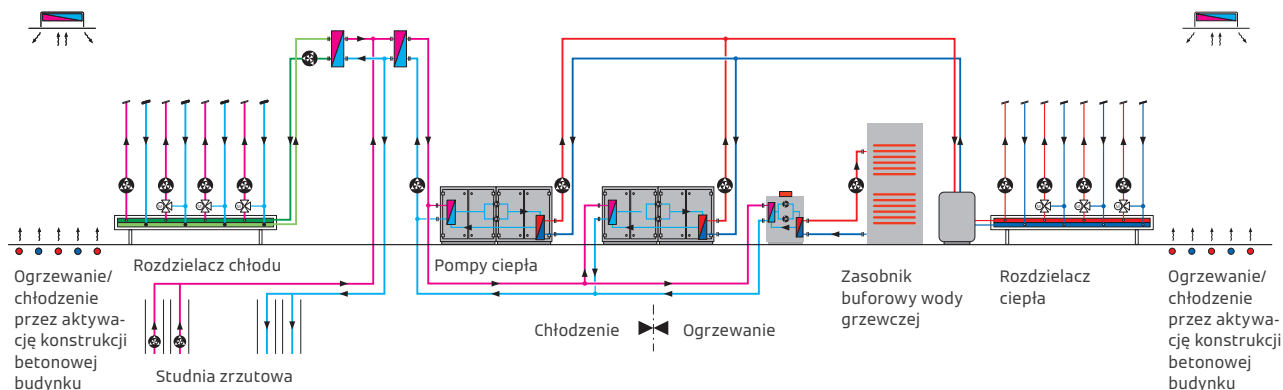 Ogrzewanie/
chłodzenie
przez aktywa-
cję konstrukcji
betonowej
budynku
Rozdzielacz chłodu
Studnia zrzutowa
Pompy ciepła
Chłodzenie
Ogrzewanie
Zasobnik
buforowy wody
grzewczej
Rozdzielacz
ciepła
Ogrzewanie/
chłodzenie
przez aktywa-
cję konstrukcji
betonowej
budynku